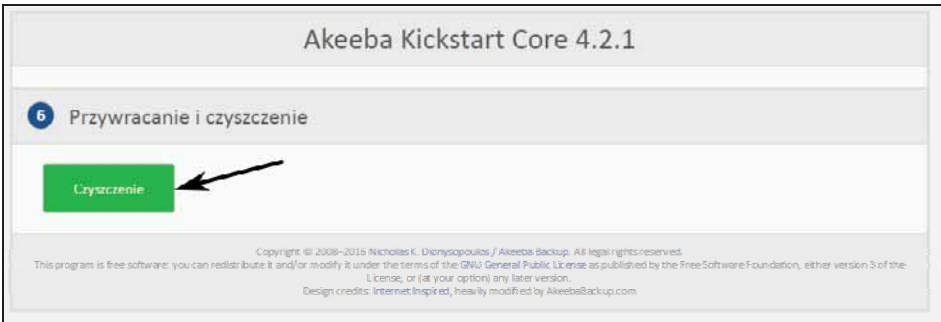 Akeeba Kickstart Core 4.2.1
6 Przywracanie i czyszczenie
Czyszczenie
Copyright © 2008–2016 Nicholas K. Dionysopoulos / Akeeba Backup. All legal rights reserved.
This program is free software: you can redistribute it and/or modify it under the terms of the GNU General Public License as published by the Free Software Foundation, either version 3 of the
License, or (at your option) any later version.
Design credits: Internet Inspired, heavily modified by AkeebaBackup.com